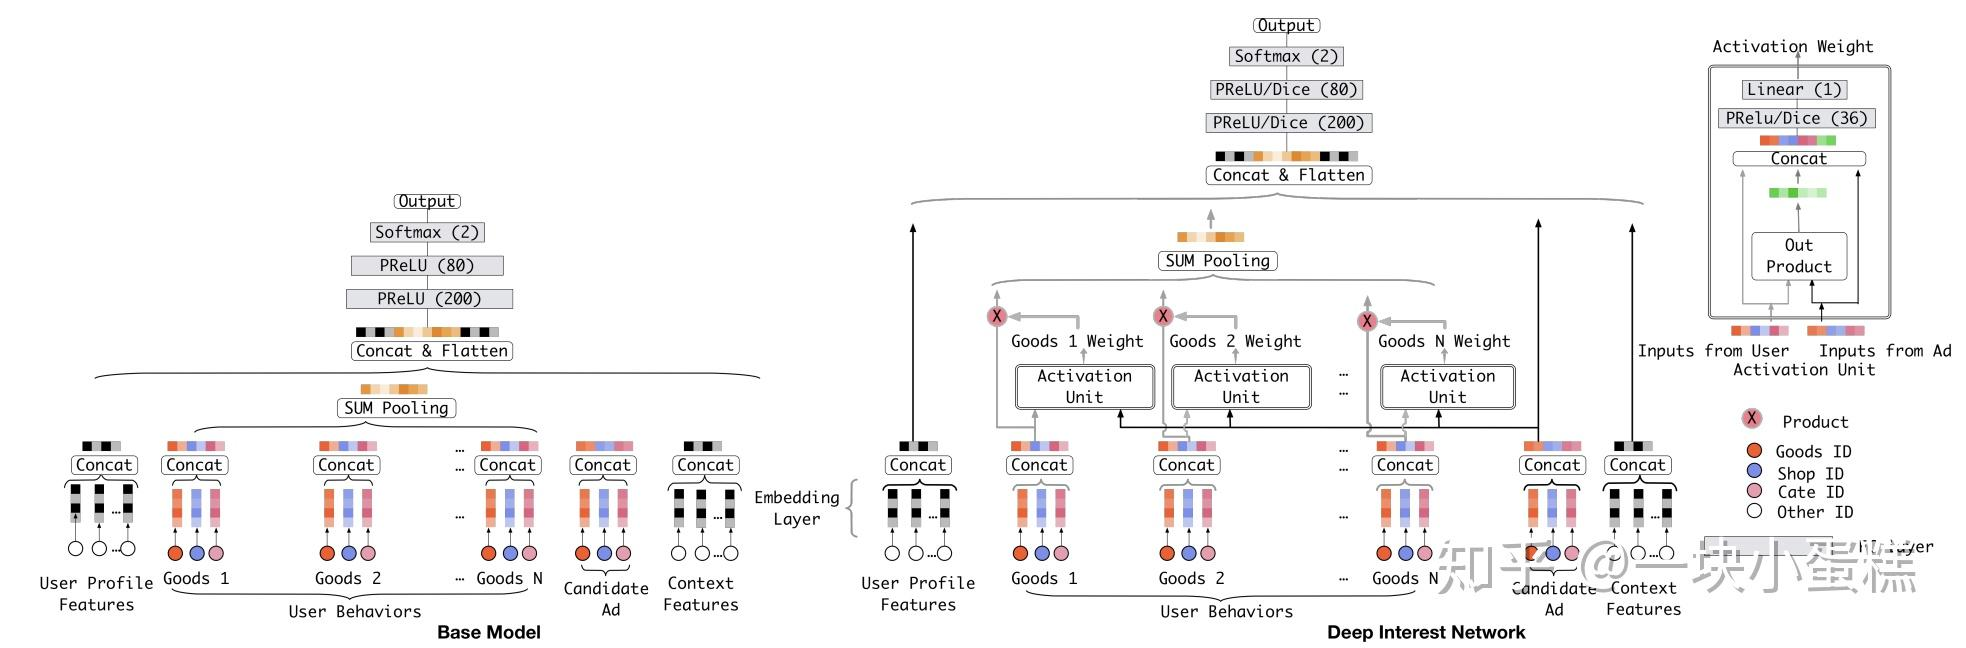 Output
Softmax (2)
PReLU (80)
PReLU (200)
Concat & Flatten
SUM Pooling
Concat
Concat
Concat
...
...
Concat
Concat
Concat
...
...
...
...
User Profile
Features
Goods 1
Goods 2
...
Goods N
Candidate
Ad
Context
Features
User Behaviors
Base Model
Embedding
Layer
Output
Softmax (2)
PReLU/Dice (80)
PReLU/Dice (200)
Concat & Flatten
SUM Pooling
X
X
X
Goods 1 Weight
Goods 2 Weight
Goods N Weight
Activation
Unit
Activation
Unit
...
...
Activation
Unit
Concat
Concat
Concat
...
...
Concat
Concat
Concat
...
...
...
...
User Profile
Features
Goods 1
Goods 2
...
Goods N
Candidate
Ad
Context
Features
User Behaviors
Deep Interest Network
Activation Weight
Linear (1)
PRelu/Dice (36)
Concat
Out
Product
Inputs from User
Inputs from Ad
Activation Unit
X Product
Goods ID
Shop ID
Cate ID
Other ID
Layer
知乎 @一块小蛋糕